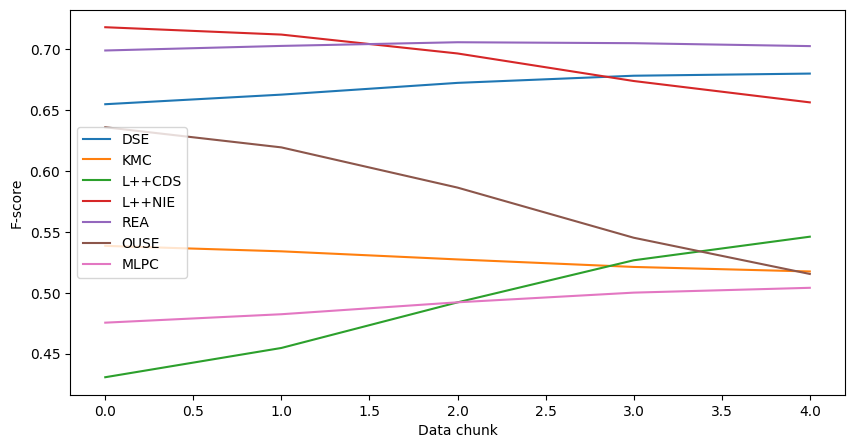 0.70
0.65
0.60
0.55
0.50
0.45
F-score
DSE
KMC
L++CDS
L++NIE
REA
OUSE
MLPC
0.0 0.5 1.0 1.5 2.0 2.5 3.0 3.5 4.0
Data chunk